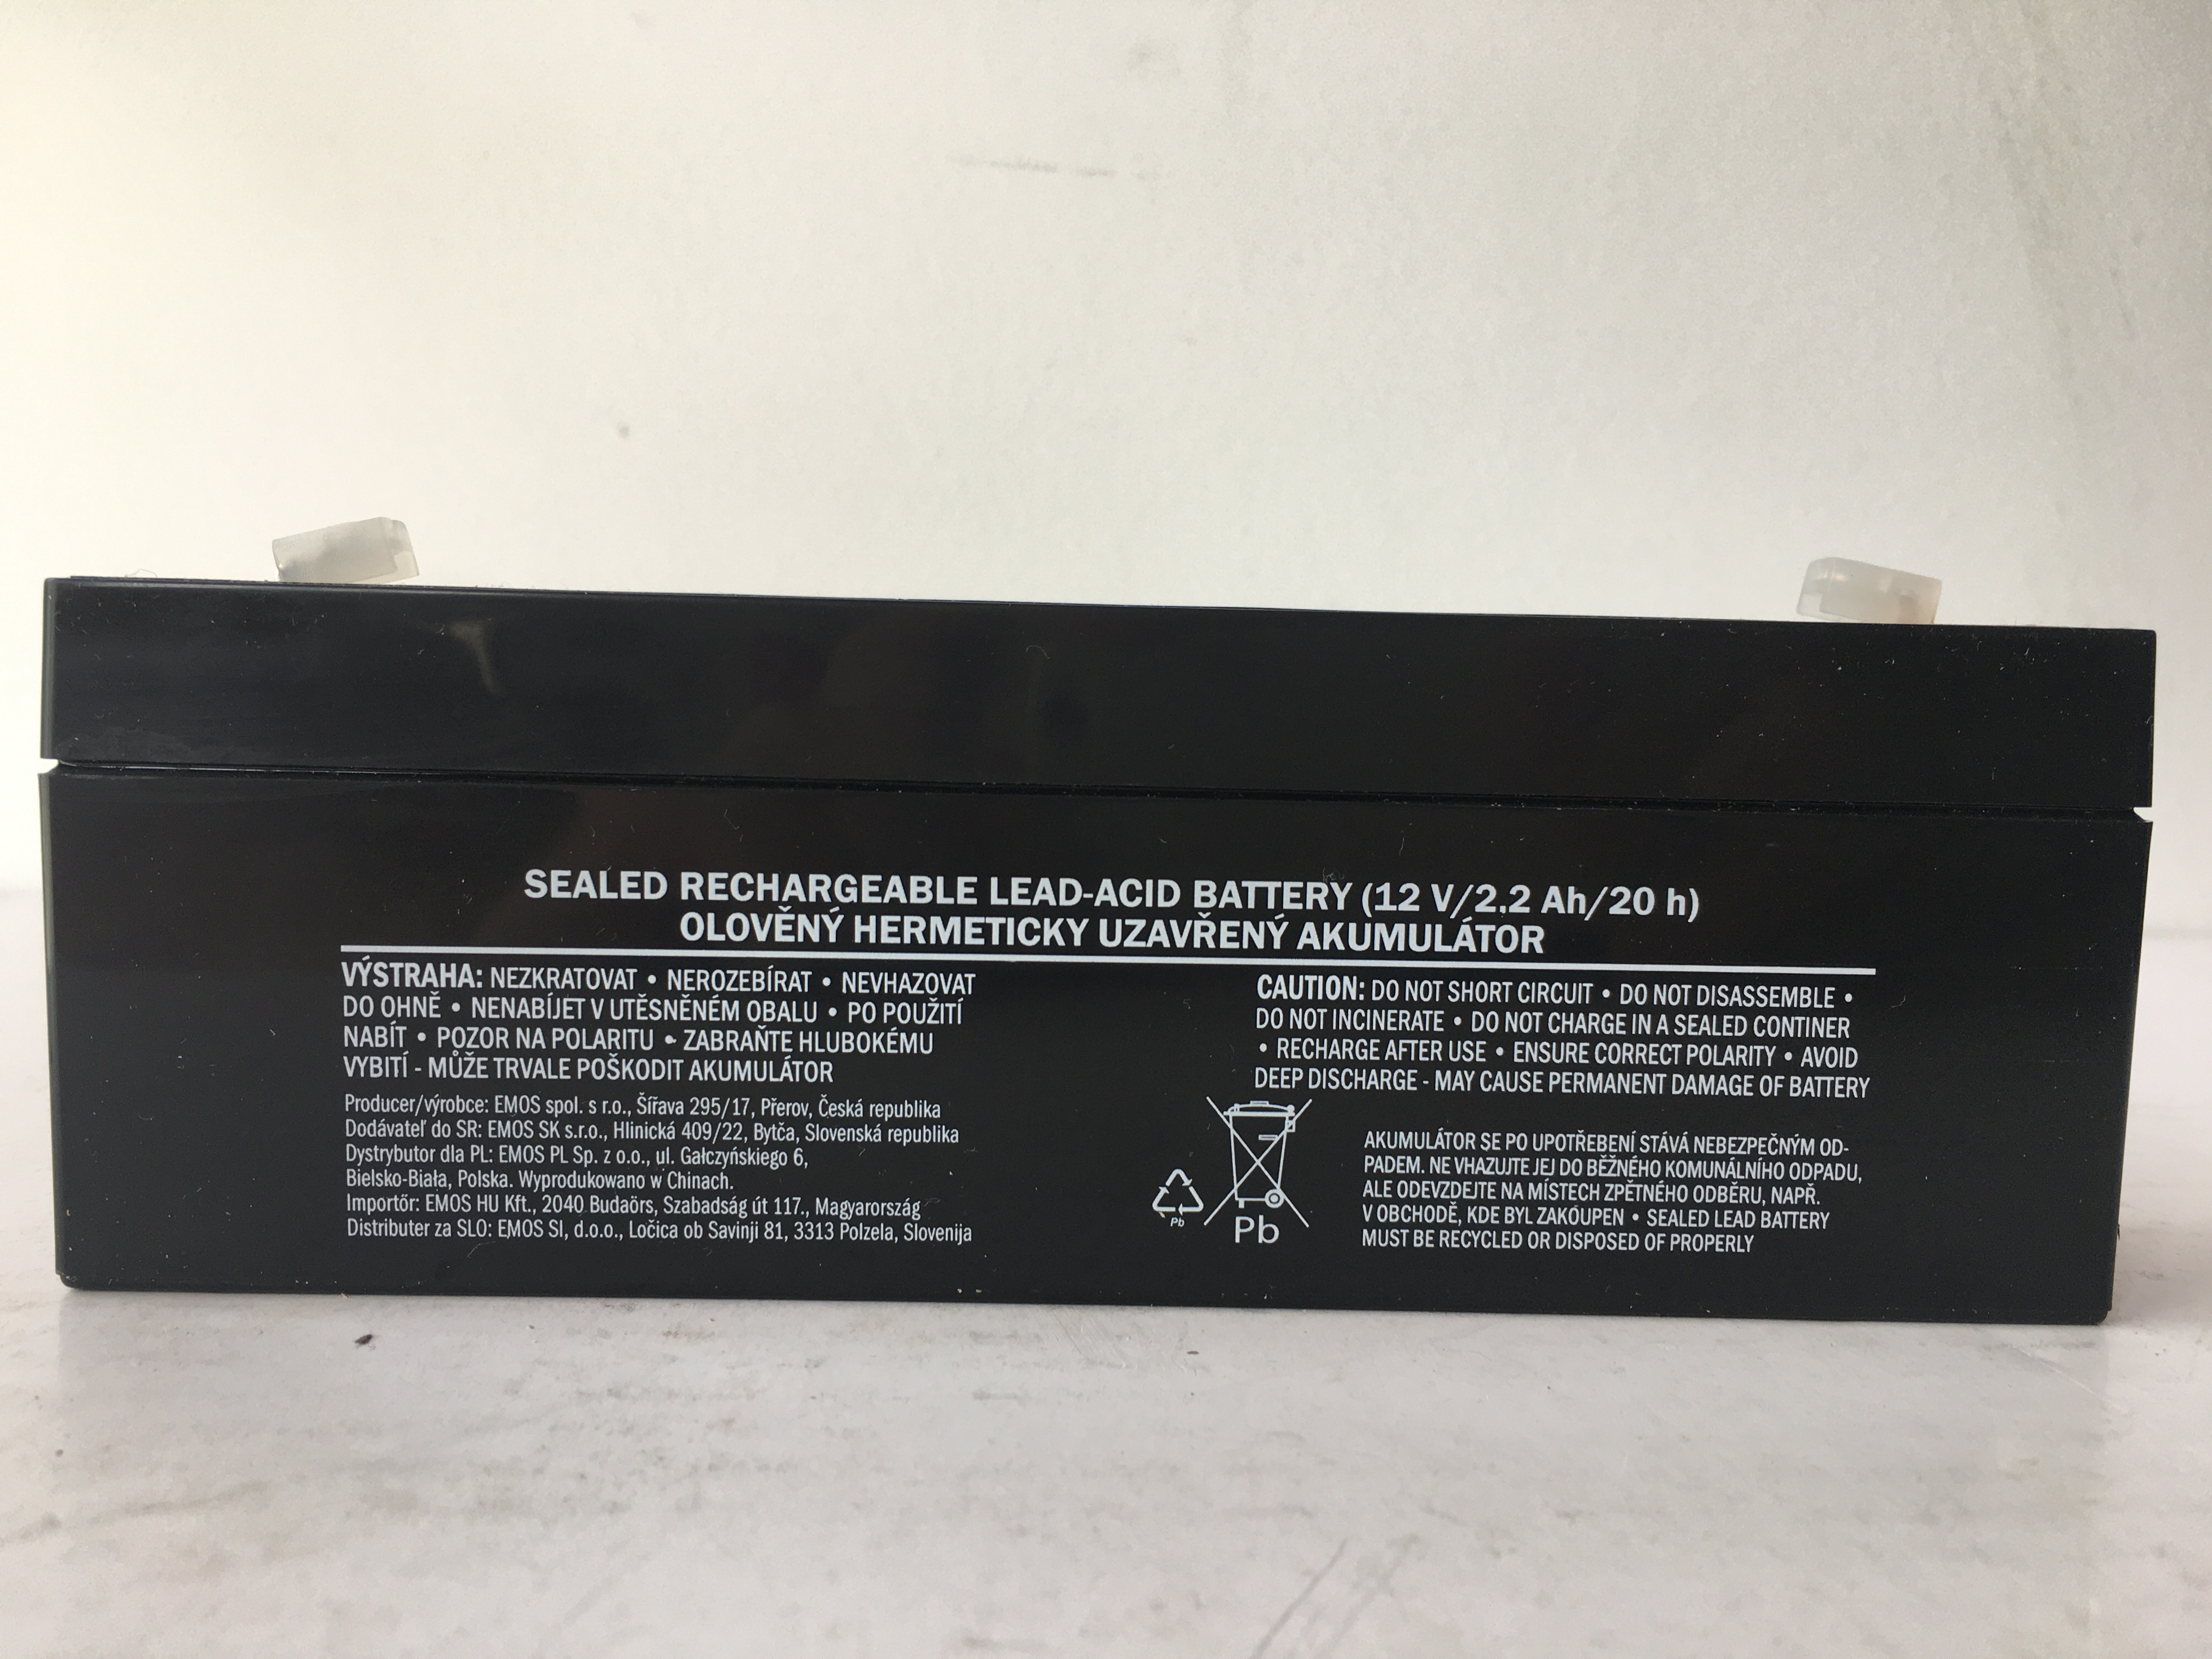 SEALED RECHARGEABLE LEAD-ACID BATTERY (12 V/2.2 Ah/20 h)
OLOVĚNÝ HERMETICKY UZAVŘENÝ AKUMULÁTOR
VÝSTRAHA: NEZKRATOVAT • NEROZEBÍRAT • NEVHAZOVAT
DO OHNĚ • NENABÍJET V UTĚSNĚNÉM OBALU • PO POUŽITÍ
NABÍT • POZOR NA POLARITU • ZABRAŇTE HLUBOKÉMU
VYBITÍ - MŮŽE TRVALE POŠKODIT AKUMULÁTOR
Producer/výrobce: EMOS spol. s r.o., Šířava 295/17, Přerov, Česká republika
Dodávateľ do SR: EMOS SK s.r.o., Hlinická 409/22, Bytča, Slovenská republika
Dystrybutor dla PL: EMOS PL Sp. z o.o., ul. Gałczyńskiego 6,
Bielsko-Biała, Polska. Wyprodukowano w Chinach.
Importőr: EMOS HU Kft., 2040 Budaörs, Szabadság út 117., Magyarország
Distributer za SLO: EMOS SI, d.o.o., Ločica ob Savinji 81, 3313 Polzela, Slovenija
CAUTION: DO NOT SHORT CIRCUIT • DO NOT DISASSEMBLE •
DO NOT INCINERATE • DO NOT CHARGE IN A SEALED CONTINER
• RECHARGE AFTER USE • ENSURE CORRECT POLARITY • AVOID
DEEP DISCHARGE - MAY CAUSE PERMANENT DAMAGE OF BATTERY
Pb
Pb
AKUMULÁTOR SE PO UPOTŘEBENÍ STÁVÁ NEBEZPEČNÝM OD-
PADEM. NE VHAZUJTE JEJ DO BĚŽNÉHO KOMUNÁLNÍHO ODPADU,
ALE ODEVZDEJTE NA MÍSTECH ZPĚTNÉHO ODBĚRU, NAPŘ.
V OBCHODĚ, KDE BYL ZAKOUPEN • SEALED LEAD BATTERY
MUST BE RECYCLED OR DISPOSED OF PROPERLY